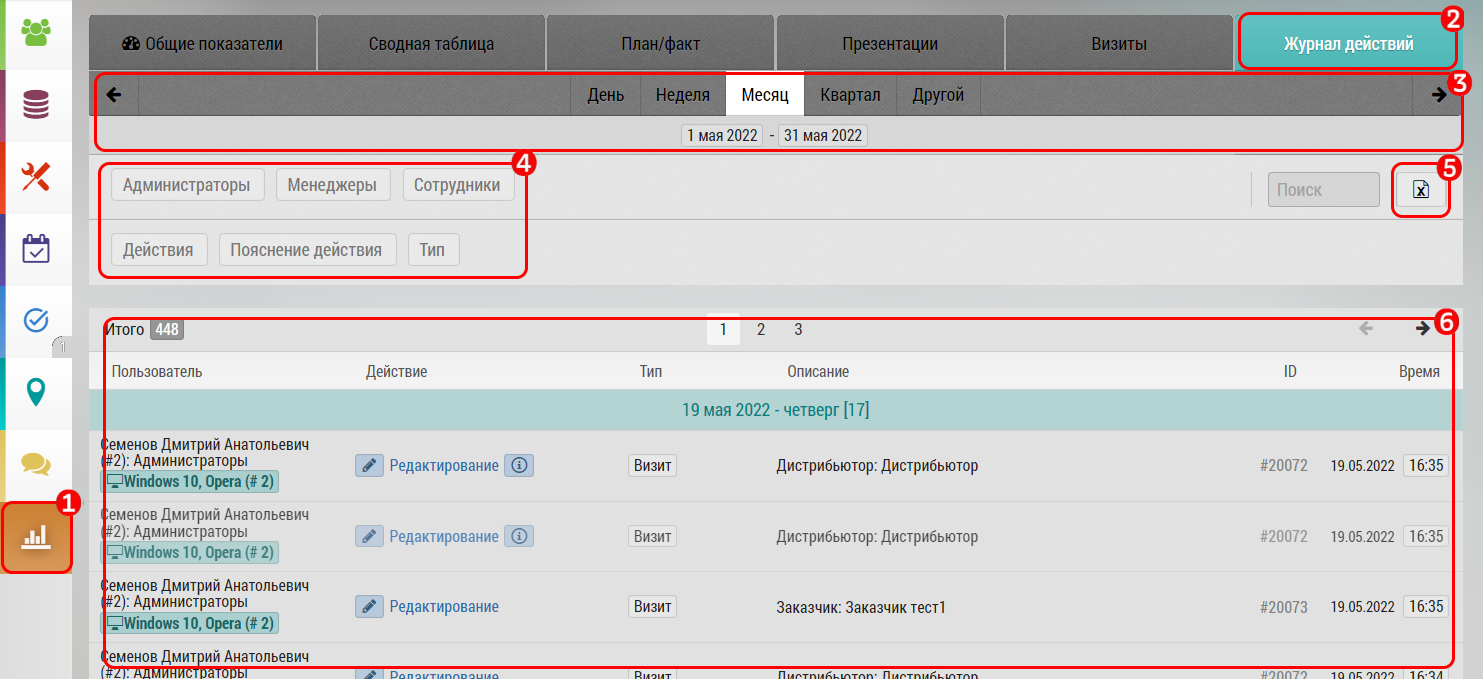 2
Общие показатели Сводная таблица План/факт Презентации Визиты Журнал действий
3
День Неделя Месяц Квартал Другой
1 мая 2022 - 31 мая 2022
4 5
Администраторы Менеджеры Сотрудники Поиск X
Действия Пояснение действия Тип
6
Итого 448 1 2 3
1
Пользователь Действие Тип Описание ID Время
19 мая 2022 - четверг [17]
Семенов Дмитрий Анатольевич
(#2): Администраторы
Windows 10, Opera (# 2)
Редактирование Визит Дистрибьютор: Дистрибьютор #20072 19.05.2022 16:35
1
Семенов Дмитрий Анатольевич
(#2): Администраторы
Windows 10, Opera (# 2)
Редактирование Визит Дистрибьютор: Дистрибьютор #20072 19.05.2022 16:35
Семенов Дмитрий Анатольевич
(#2): Администраторы
Windows 10, Opera (# 2)
Редактирование Визит Заказчик: Заказчик тест1 #20073 19.05.2022 16:35
Семенов Дмитрий Анатольевич
(#2): Администраторы
Редактирование Визит Дистрибьютор: Дистрибьютор #20072 19.05.2022 16:34